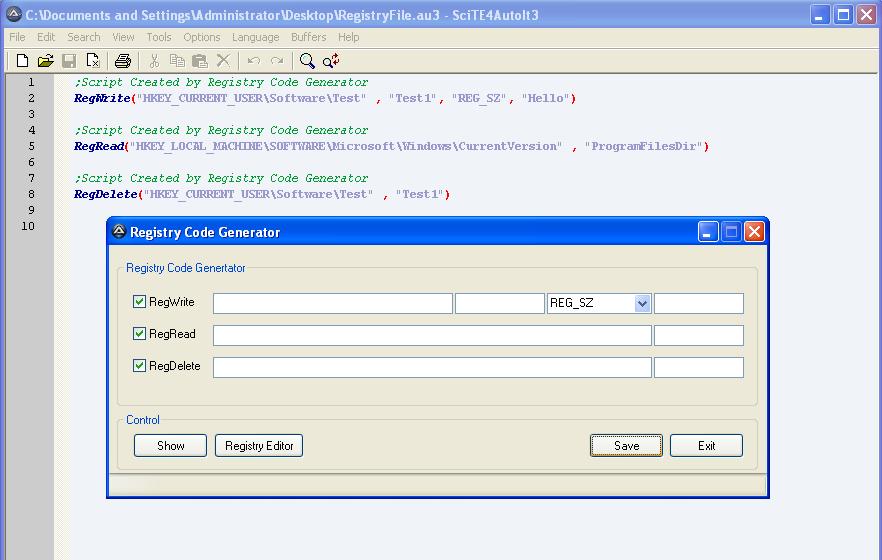 C:\Documents and Settings\Administrator\Desktop\RegistryFile.au3 - SciTE4AutoIt3
File Edit Search View Tools Options Language Buffers Help
1 ;Script Created by Registry Code Generator
2 RegWrite("HKEY_CURRENT_USER\Software\Test" , "Test1", "REG_SZ", "Hello")
3
4 ;Script Created by Registry Code Generator
5 RegRead("HKEY_LOCAL_MACHINE\SOFTWARE\Microsoft\Windows\CurrentVersion" , "ProgramFilesDir")
6
7 ;Script Created by Registry Code Generator
8 RegDelete("HKEY_CURRENT_USER\Software\Test" , "Test1")
9
10
Registry Code Generator
Registry Code Genertator
RegWrite REG_SZ
RegRead
RegDelete
Control
Show Registry Editor Save Exit